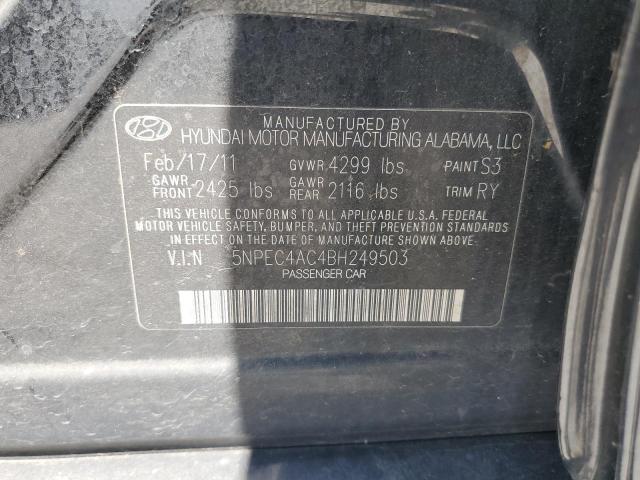 MANUFACTURED BY
HYUNDAI MOTOR MANUFACTURING ALABAMA, LLC
Feb/17/11 GVWR 4299 lbs PAINT S3
GAWR FRONT 2425 lbs GAWR REAR 2116 lbs TRIM RY
THIS VEHICLE CONFORMS TO ALL APPLICABLE U.S.A. FEDERAL
MOTOR VEHICLE SAFETY, BUMPER, AND THEFT PREVENTION STANDARDS
IN EFFECT ON THE DATE OF MANUFACTURE SHOWN ABOVE.
V.I.N 5NPEC4AC4BH249503
PASSENGER CAR